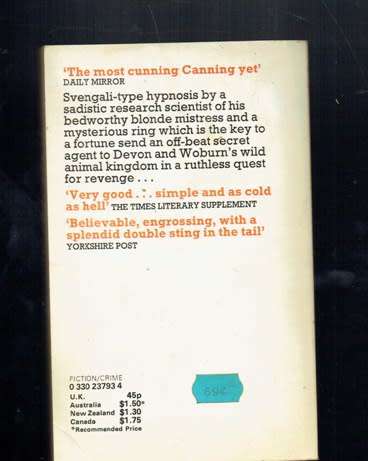 'The most cunning Canning yet'
DAILY MIRROR
Svengali-type hypnosis by a
sadistic research scientist of his
bedworthy blonde mistress and a
mysterious ring which is the key to
a fortune send an off-beat secret
agent to Devon and Woburn's wild
animal kingdom in a ruthless quest
for revenge . . .
'Very good . . . simple and as cold
as hell' THE TIMES LITERARY SUPPLEMENT
'Believable, engrossing, with a
splendid double sting in the tail'
YORKSHIRE POST
FICTION/CRIME
0 330 23793 4
U.K. 45p
Australia $1.50*
New Zealand $1.30
Canada $1.75
*Recommended Price